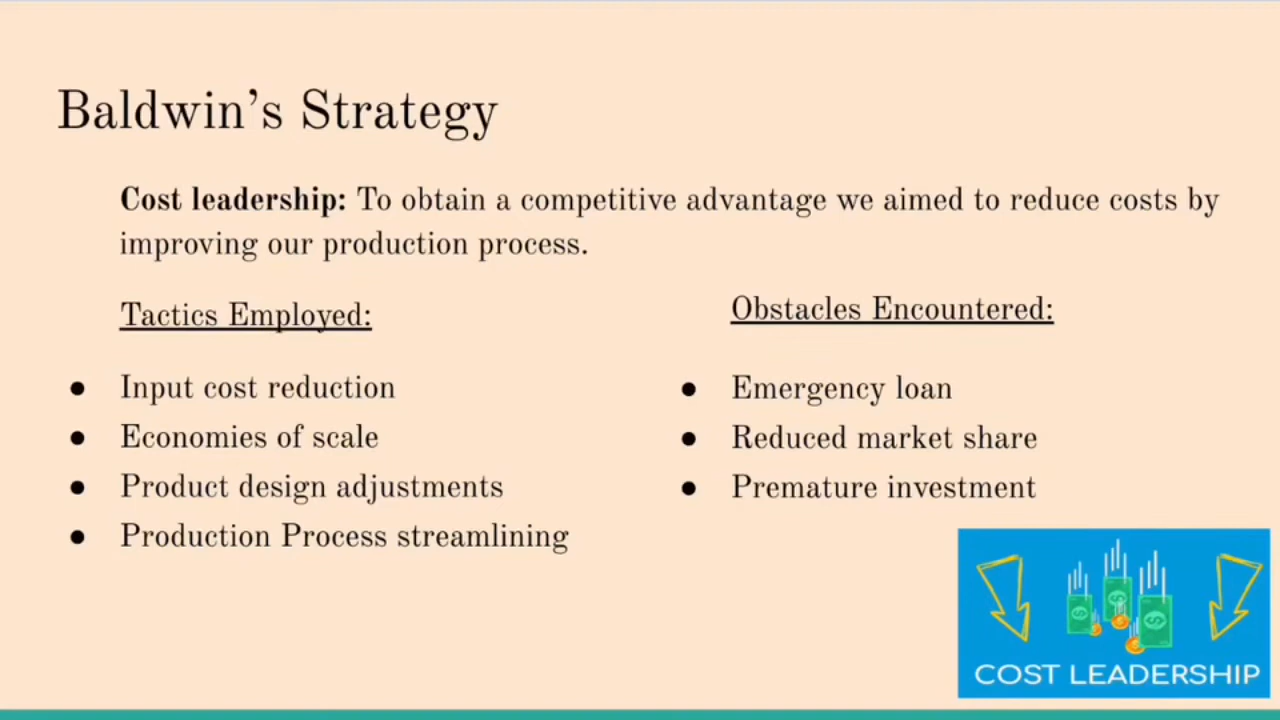 Baldwin’s Strategy
Cost leadership: To obtain a competitive advantage we aimed to reduce costs by
improving our production process.
Tactics Employed:
● Input cost reduction
● Economies of scale
● Product design adjustments
● Production Process streamlining
Obstacles Encountered:
● Emergency loan
● Reduced market share
● Premature investment
COST LEADERSHIP